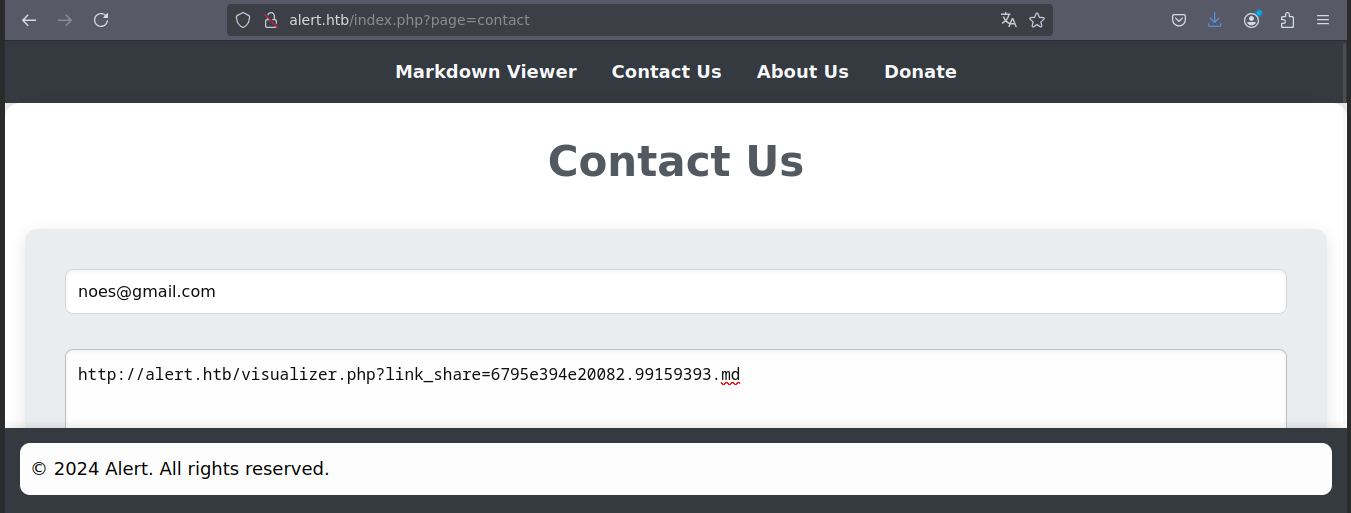 alert.htb/index.php?page=contact
Markdown Viewer Contact Us About Us Donate
Contact Us
noes@gmail.com
http://alert.htb/visualizer.php?link_share=6795e394e20082.99159393.md
© 2024 Alert. All rights reserved.